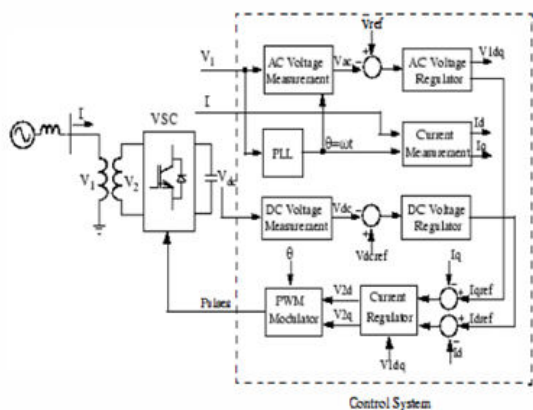 Vref
V1
AC Voltage
Measurement
Vac
AC Voltage
Regulator
V1dq
I
VSC
I
V1
V2
Vdc
PLL
θ=ωt
Current
Measurement
Id
Iq
DC Voltage
Measurement
Vdc
DC Voltage
Regulator
Vdcref
θ
Iq
Pulses
PWM
Modulator
V2d
V2q
Current
Regulator
Iqref
Idref
Id
V1dq
Control System